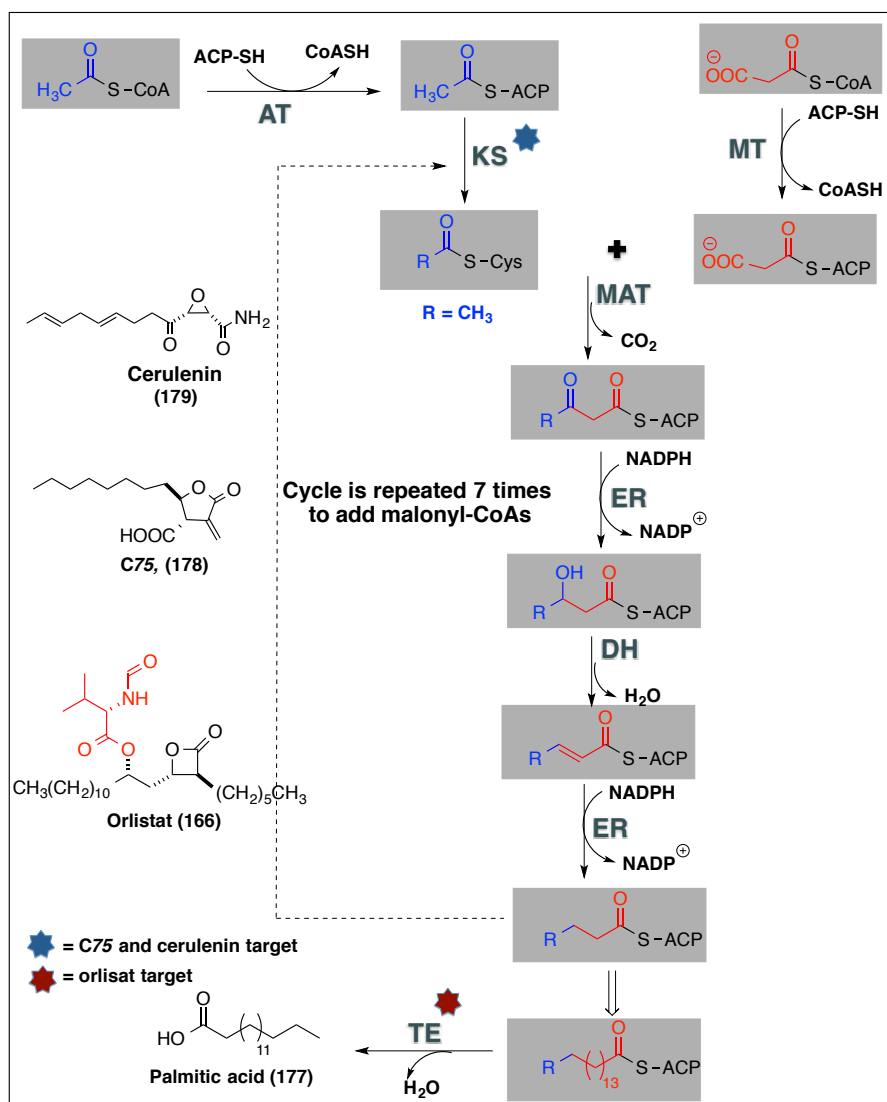 O
H₃C S-CoA
ACP-SH CoASH
AT
O
H₃C S-ACP
⊖
OOC O
S-CoA
ACP-SH
MT
CoASH
KS
O
R S-Cys
R = CH₃
+
⊖
OOC O
S-ACP
MAT
CO₂
O
O NH₂
O
Cerulenin
(179)
O O
R S-ACP
NADPH
ER
NADP⊕
Cycle is repeated 7 times
to add malonyl-CoAs
O O
HOOC
C75, (178)
OH O
R S-ACP
DH
H₂O
O
R S-ACP
NADPH
ER
NADP⊕
O
NH
O O O O
CH₃(CH₂)₁₀ (CH₂)₅CH₃
Orlistat (166)
O
R S-ACP
= C75 and cerulenin target
= orlisat target
O
HO 11
Palmitic acid (177)
TE
H₂O
O
R 13 S-ACP